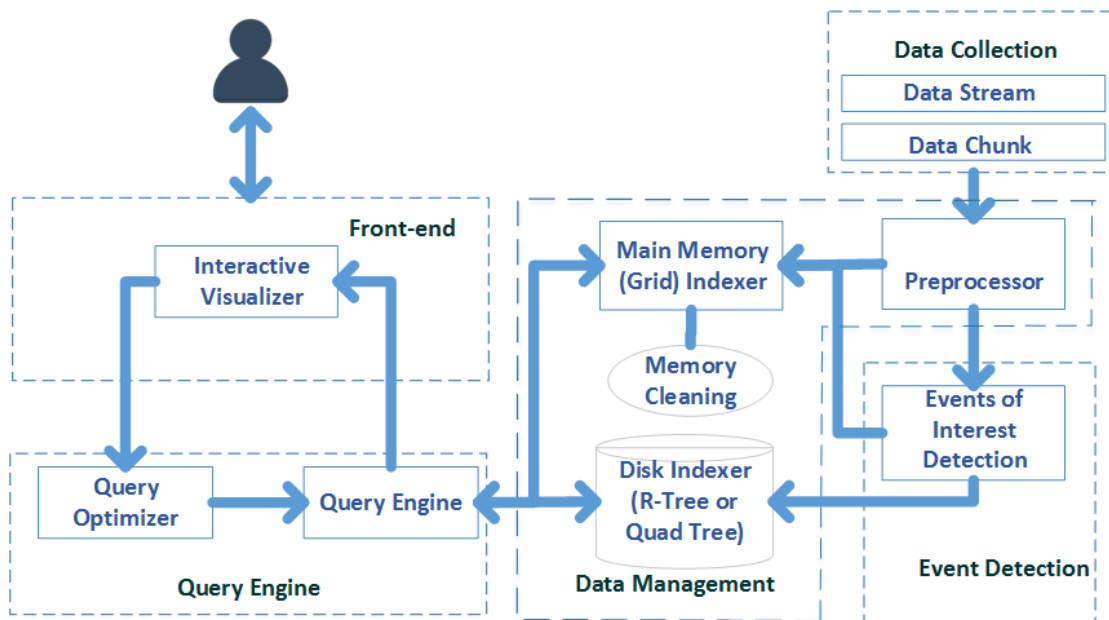 Data Collection
Data Stream
Data Chunk
Front-end
Interactive
Visualizer
Main Memory
(Grid) Indexer
Preprocessor
Memory
Cleaning
Events of
Interest
Detection
Query
Optimizer
Query Engine
Disk Indexer
(R-Tree or
Quad Tree)
Query Engine
Data Management
Event Detection